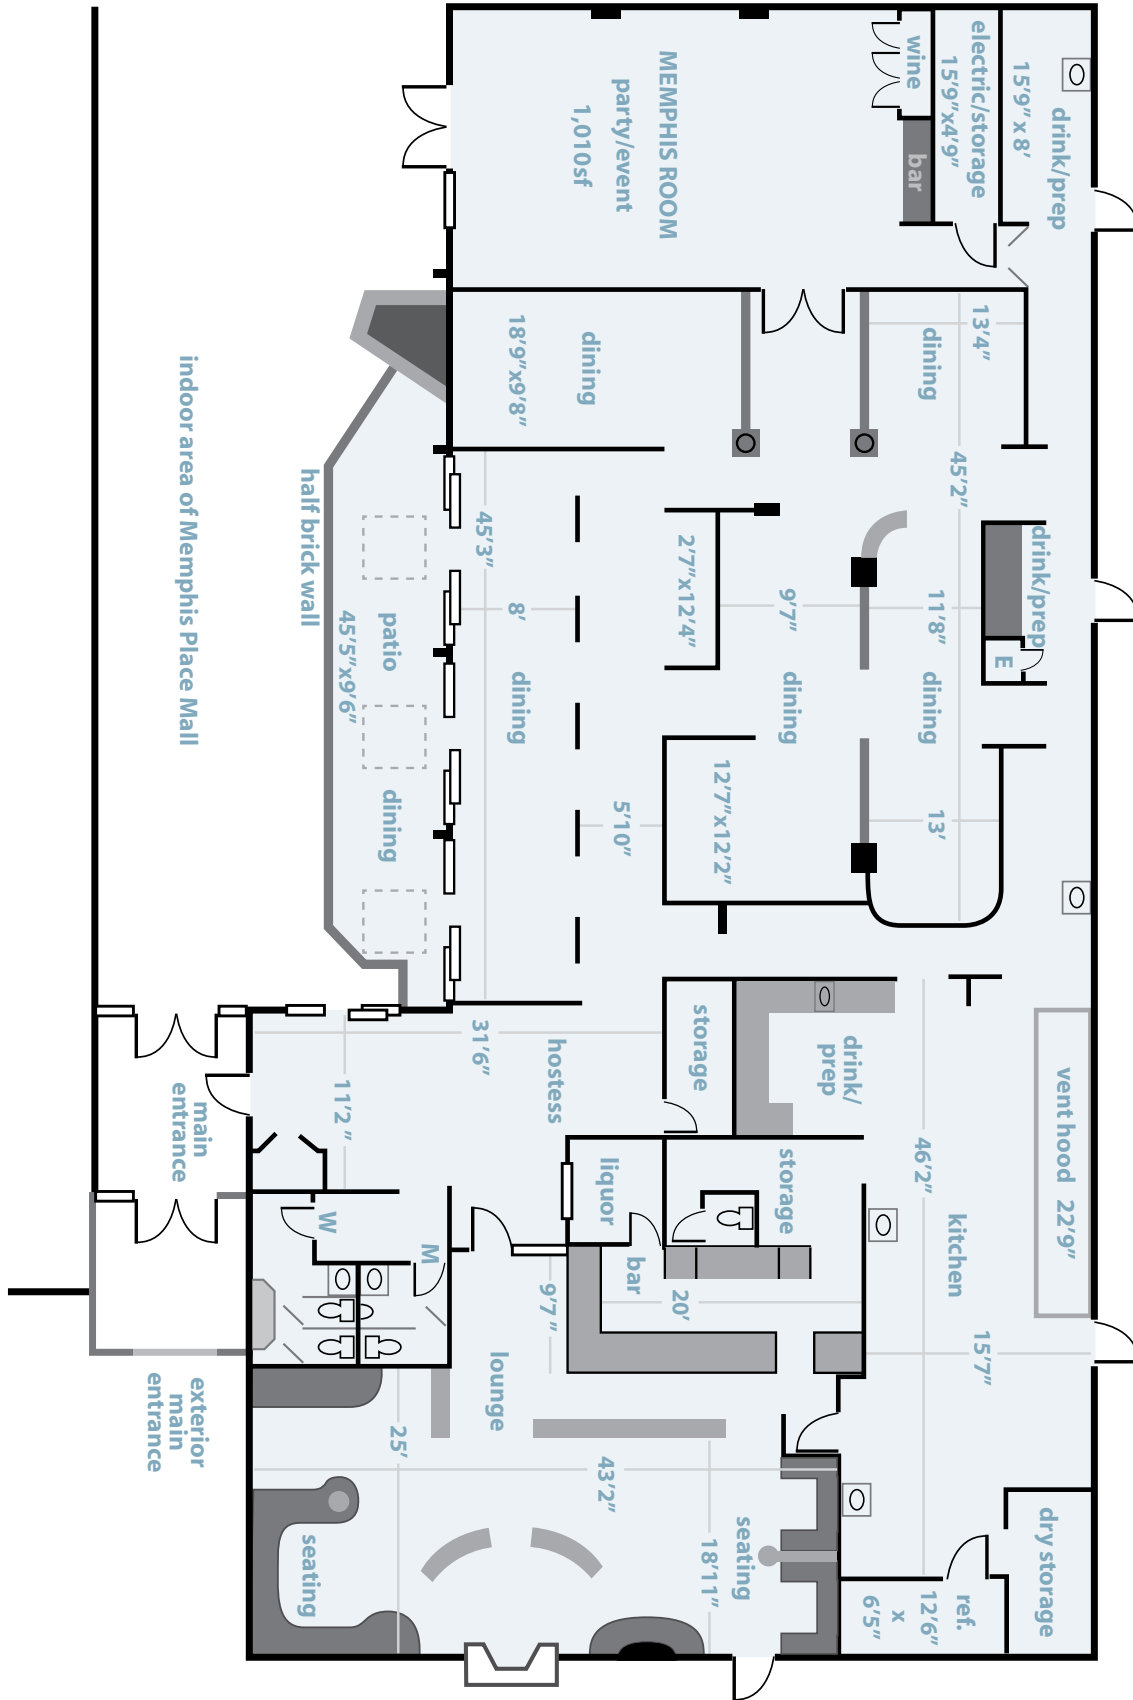 drink/prep
15’9” x 8’
electric/storage
15’9”x4’9”
wine
bar
MEMPHIS ROOM
party/event
1,010sf
13’4”
dining
45’2”
dining
18’9”x9’8”
drink/prep
E
11’8”
dining
13’
9’7”
dining
2’7”x12’4”
12’7”x12’2”
5’10”
45’3”
8’
dining
patio
dining
45’5”x9’6”
half brick wall
indoor area of Memphis Place Mall
vent hood 22’9”
kitchen
46’2”
15’7”
drink/
prep
storage
storage
hostess
31’6”
11’2 ”
main
entrance
liquor
bar
20’
9’7 ”
W
M
lounge
25’
43’2”
exterior
main
entrance
seating
seating
18’11”
dry storage
ref.
12’6”
x
6’5”